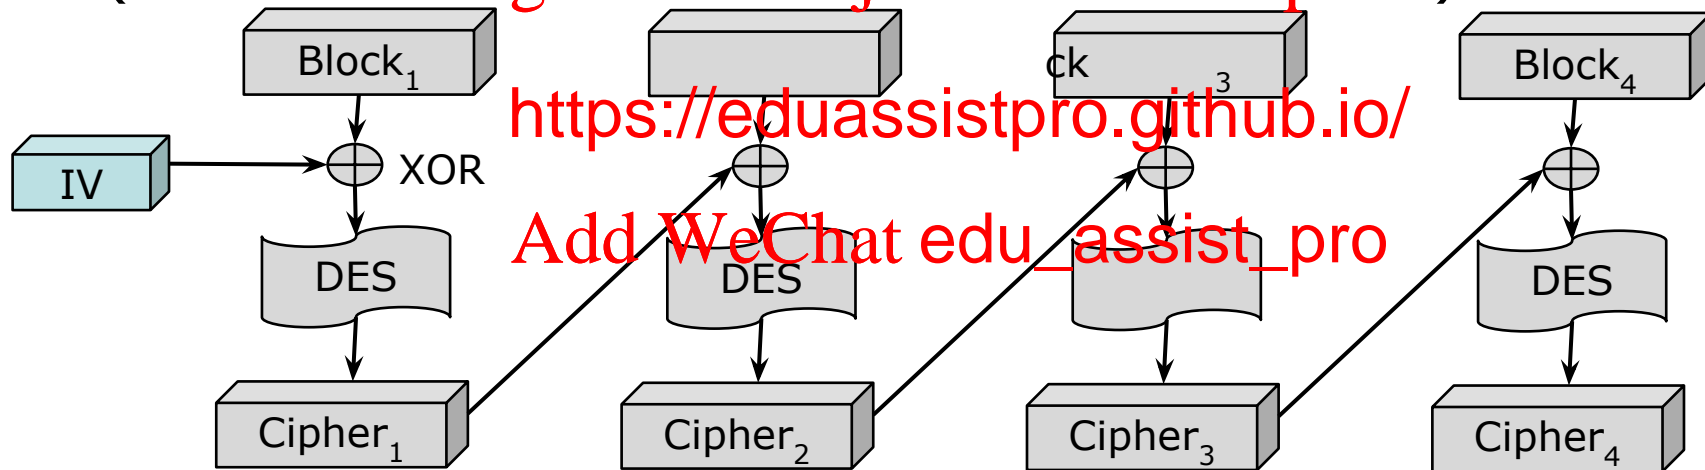 Block1
ck 3
Block4
https://eduassistpro.github.io/
IV
XOR
Add WeChat edu_assist_pro
DES
DES
DES
Cipher1
Cipher2
Cipher3
Cipher4